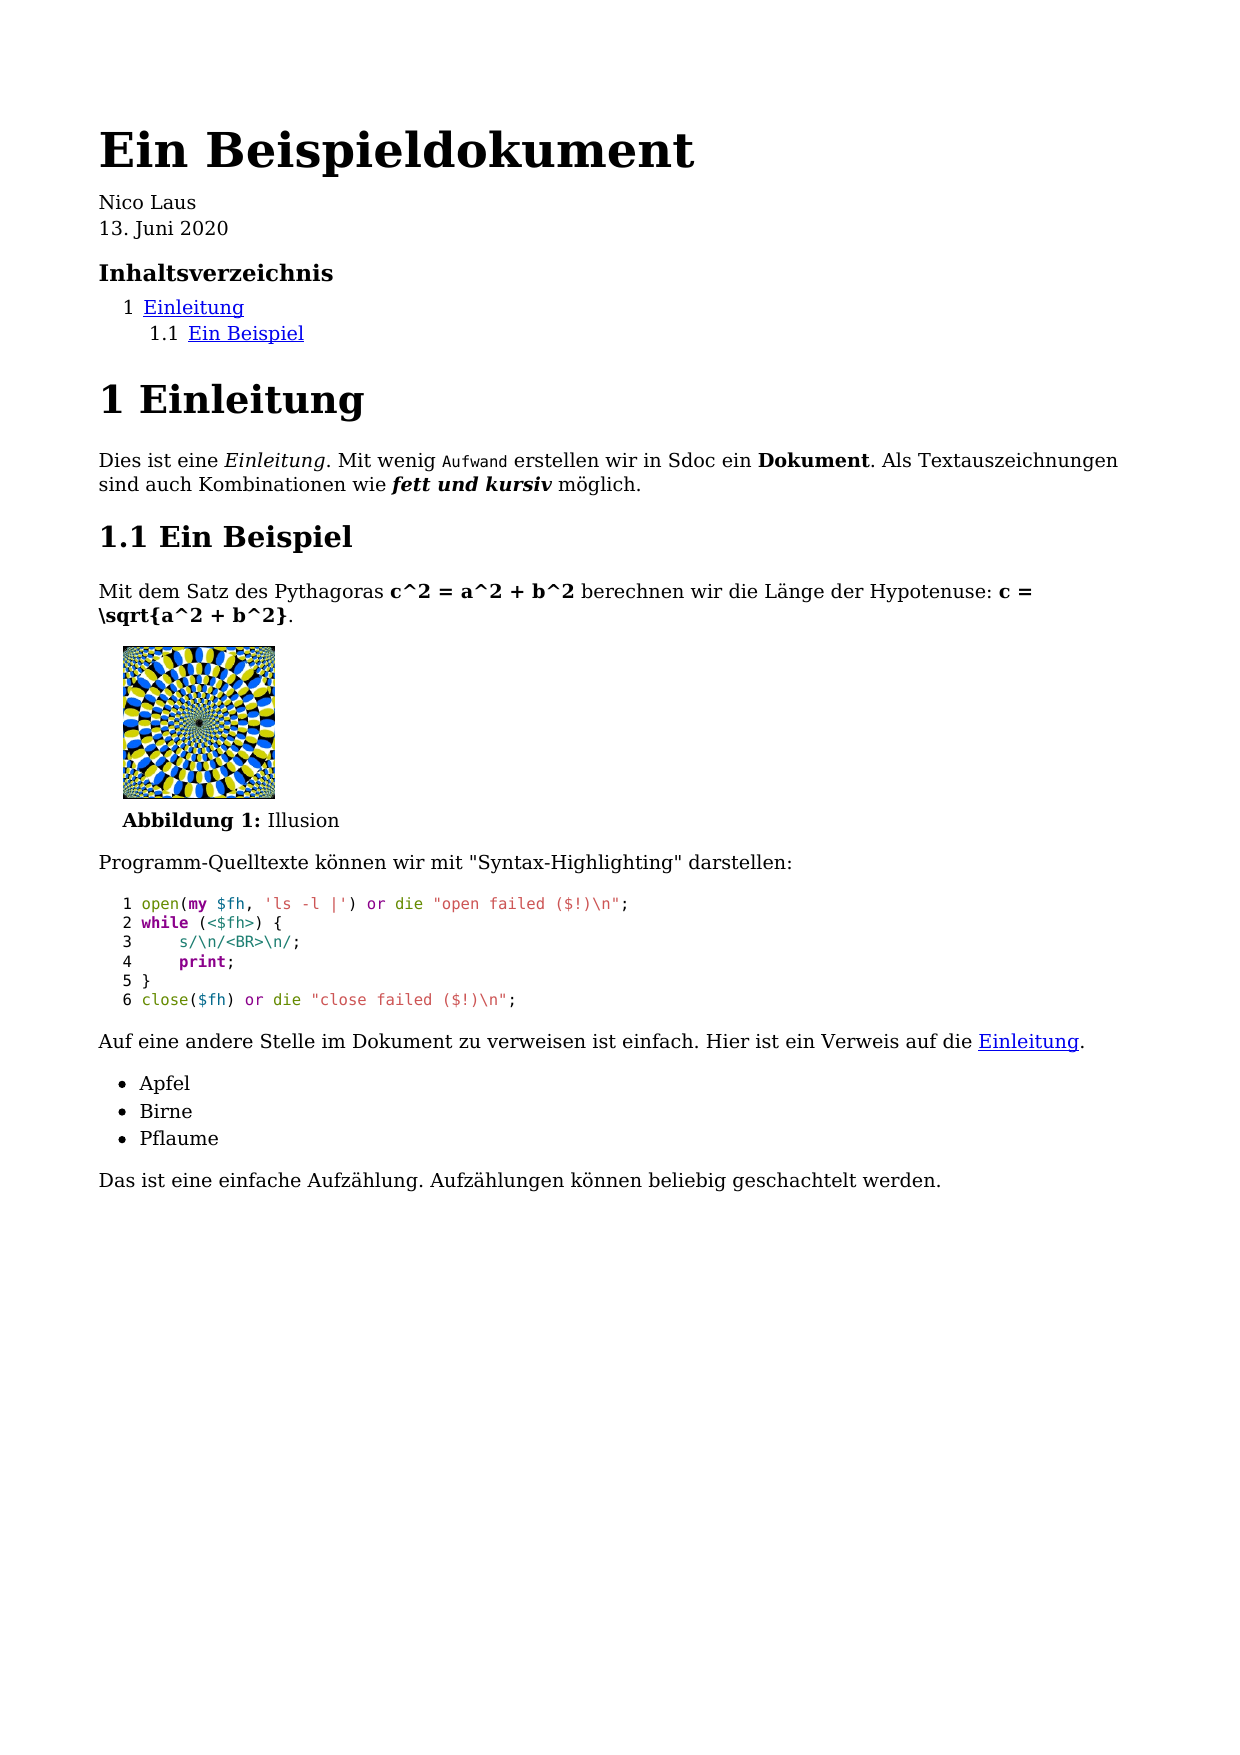 Ein Beispieldokument
Nico Laus
13. Juni 2020
Inhaltsverzeichnis
1 Einleitung
1.1 Ein Beispiel
1 Einleitung
Dies ist eine Einleitung. Mit wenig Aufwand erstellen wir in Sdoc ein Dokument. Als Textauszeichnungen
sind auch Kombinationen wie fett und kursiv möglich.
1.1 Ein Beispiel
Mit dem Satz des Pythagoras c^2 = a^2 + b^2 berechnen wir die Länge der Hypotenuse: c =
\sqrt{a^2 + b^2}.
Abbildung 1: Illusion
Programm-Quelltexte können wir mit "Syntax-Highlighting" darstellen:
1 open(my $fh, 'ls -l |') or die "open failed ($!)\n";
2 while (<$fh>) {
3     s/\n/<BR>\n/;
4     print;
5 }
6 close($fh) or die "close failed ($!)\n";
Auf eine andere Stelle im Dokument zu verweisen ist einfach. Hier ist ein Verweis auf die Einleitung.
• Apfel
• Birne
• Pflaume
Das ist eine einfache Aufzählung. Aufzählungen können beliebig geschachtelt werden.